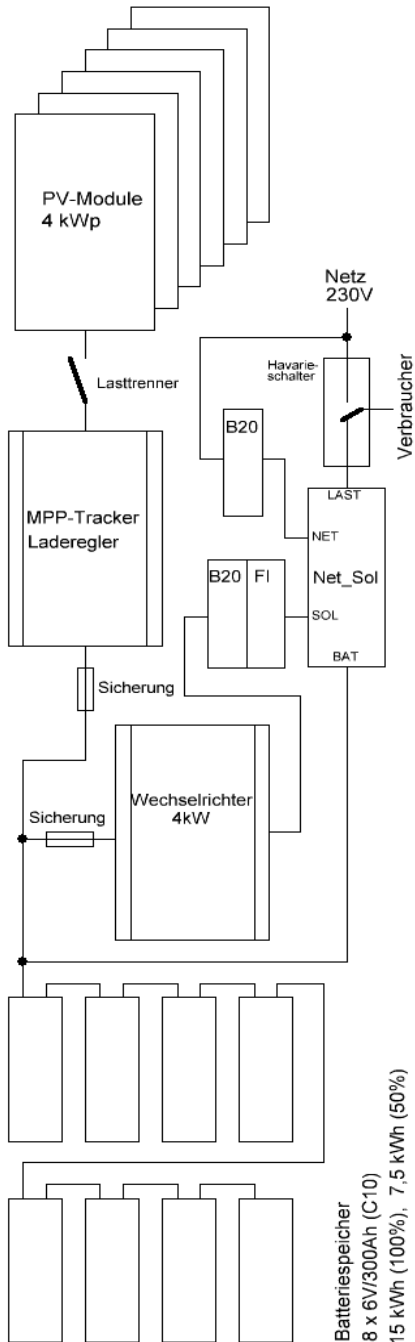 PV-Module
4 kWp
Lasttrenner
Netz
230V
Havarie-
schalter
Verbraucher
B20
MPP-Tracker
Laderegler
LAST
NET
Net_Sol
B20
FI
SOL
BAT
Sicherung
Sicherung
Wechselrichter
4kW
Batteriespeicher
8 x 6V/300Ah (C10)
15 kWh (100%), 7,5 kWh (50%)